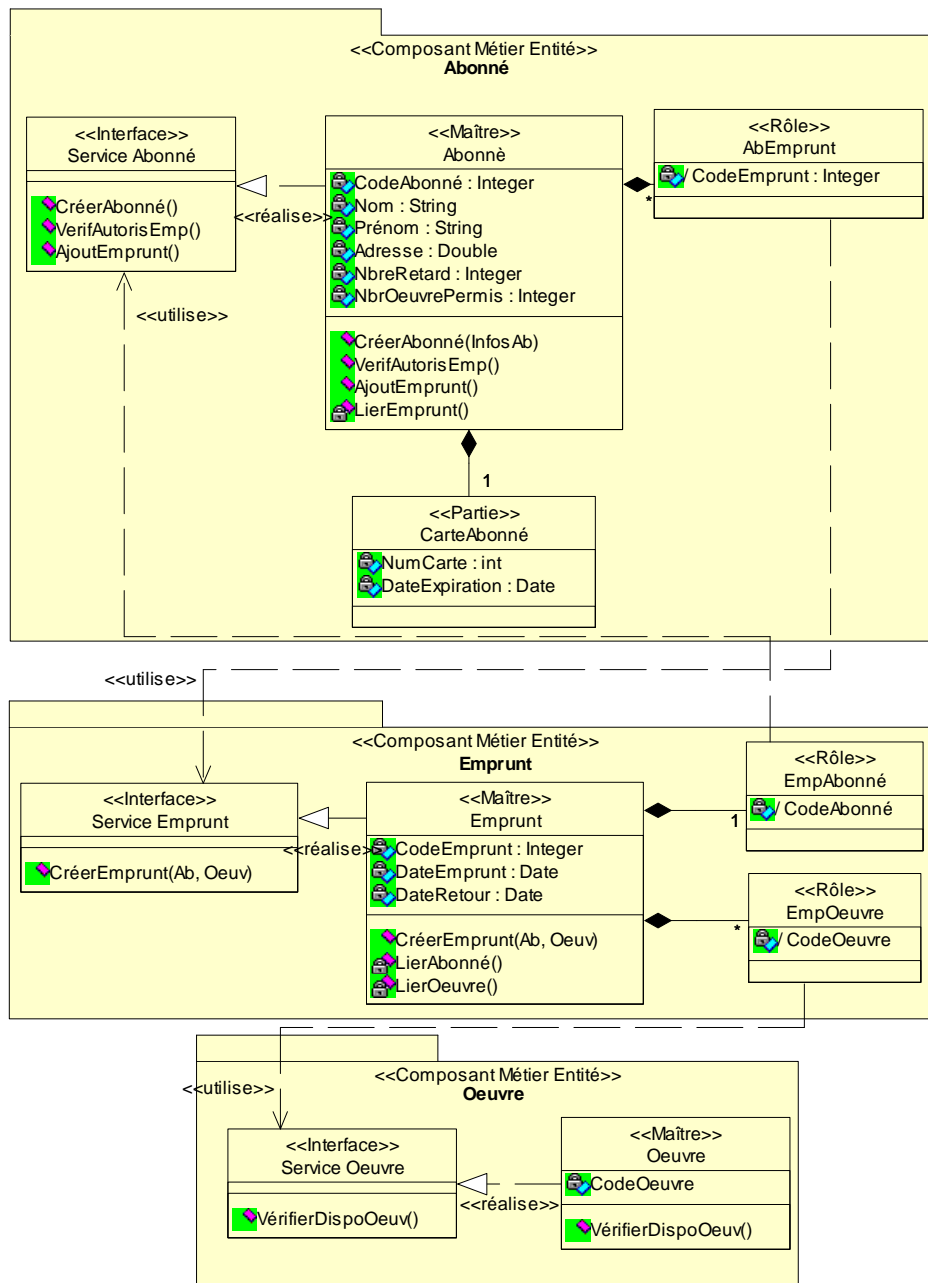 <<Composant Métier Entité>>
Abonné
<<Interface>>
Service Abonné
CréerAbonné()
VerifAutorisEmp()
AjoutEmprunt()
<<réalise>>
<<Maître>>
Abonnè
CodeAbonné : Integer
Nom : String
Prénom : String
Adresse : Double
NbreRetard : Integer
NbrOeuvrePermis : Integer
CréerAbonné(InfosAb)
VerifAutorisEmp()
AjoutEmprunt()
LierEmprunt()
<<Rôle>>
AbEmprunt
/ CodeEmprunt : Integer
*
<<utilise>>
1
<<Partie>>
CarteAbonné
NumCarte : int
DateExpiration : Date
<<utilise>>
<<Composant Métier Entité>>
Emprunt
<<Interface>>
Service Emprunt
CréerEmprunt(Ab, Oeuv)
<<réalise>>
<<Maître>>
Emprunt
CodeEmprunt : Integer
DateEmprunt : Date
DateRetour : Date
CréerEmprunt(Ab, Oeuv)
LierAbonné()
LierOeuvre()
<<Rôle>>
EmpAbonné
/ CodeAbonné
1
<<Rôle>>
EmpOeuvre
/ CodeOeuvre
*
<<utilise>>
<<Composant Métier Entité>>
Oeuvre
<<Interface>>
Service Oeuvre
VérifierDispoOeuv()
<<réalise>>
<<Maître>>
Oeuvre
CodeOeuvre
VérifierDispoOeuv()